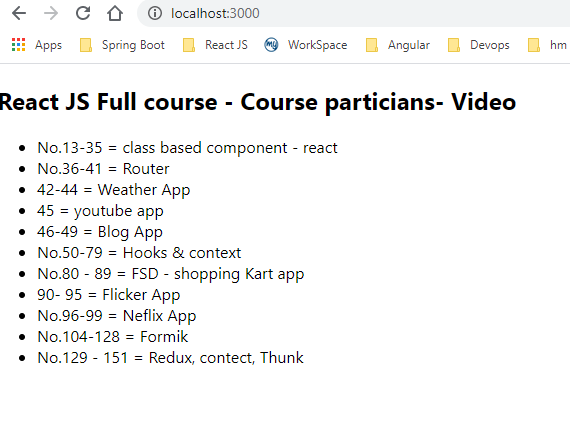 localhost:3000
Apps Spring Boot React JS my WorkSpace Angular Devops hm
React JS Full course - Course particians- Video
No.13-35 = class based component - react
No.36-41 = Router
42-44 = Weather App
45 = youtube app
46-49 = Blog App
No.50-79 = Hooks & context
No.80 - 89 = FSD - shopping Kart app
90- 95 = Flicker App
No.96-99 = Neflix App
No.104-128 = Formik
No.129 - 151 = Redux, contect, Thunk